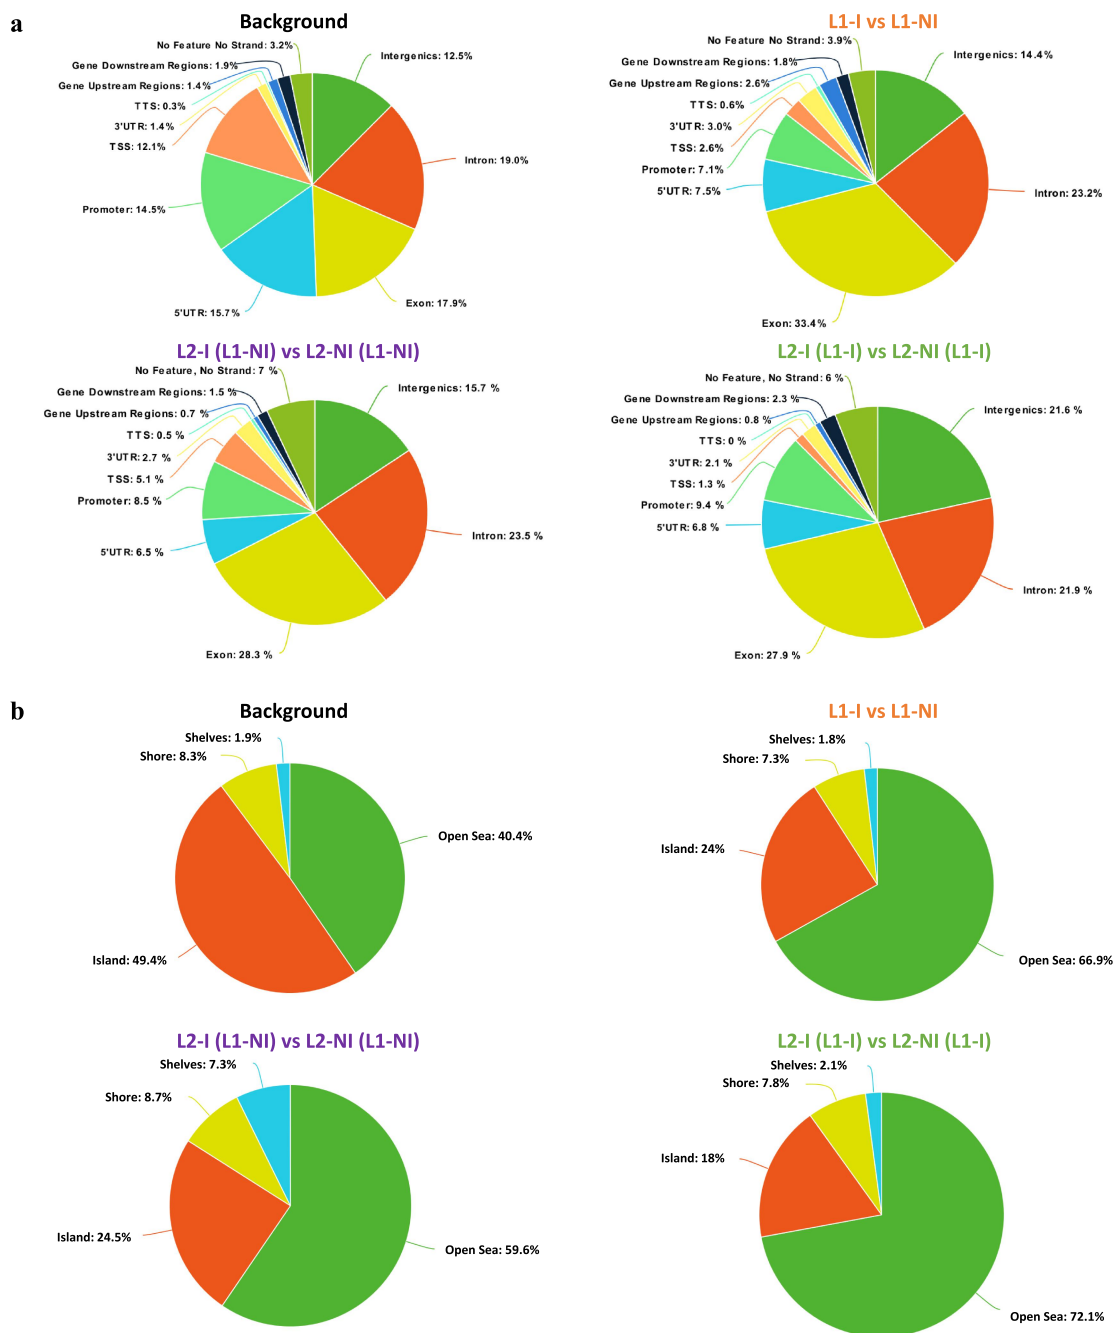 a
Background
No Feature No Strand: 3.2%
Gene Downstream Regions: 1.9%
Gene Upstream Regions: 1.4%
TTS: 0.3%
3'UTR: 1.4%
TSS: 12.1%
Promoter: 14.5%
5'UTR: 15.7%
Exon: 17.9%
Intron: 19.0%
Intergenics: 12.5%
L1-I vs L1-NI
No Feature No Strand: 3.9%
Gene Downstream Regions: 1.8%
Gene Upstream Regions: 2.6%
TTS: 0.6%
3'UTR: 3.0%
TSS: 2.6%
Promoter: 7.1%
5'UTR: 7.5%
Exon: 33.4%
Intron: 23.2%
Intergenics: 14.4%
L2-I (L1-NI) vs L2-NI (L1-NI)
No Feature, No Strand: 7 %
Gene Downstream Regions: 1.5 %
Gene Upstream Regions: 0.7 %
TTS: 0.5 %
3'UTR: 2.7 %
TSS: 5.1 %
Promoter: 8.5 %
5'UTR: 6.5 %
Exon: 28.3 %
Intron: 23.5 %
Intergenics: 15.7 %
L2-I (L1-I) vs L2-NI (L1-I)
No Feature, No Strand: 6 %
Gene Downstream Regions: 2.3 %
Gene Upstream Regions: 0.8 %
TTS: 0 %
3'UTR: 2.1 %
TSS: 1.3 %
Promoter: 9.4 %
5'UTR: 6.8 %
Exon: 27.9 %
Intron: 21.9 %
Intergenics: 21.6 %
b
Background
Shelves: 1.9%
Shore: 8.3%
Open Sea: 40.4%
Island: 49.4%
L1-I vs L1-NI
Shelves: 1.8%
Shore: 7.3%
Island: 24%
Open Sea: 66.9%
L2-I (L1-NI) vs L2-NI (L1-NI)
Shelves: 7.3%
Shore: 8.7%
Island: 24.5%
Open Sea: 59.6%
L2-I (L1-I) vs L2-NI (L1-I)
Shelves: 2.1%
Shore: 7.8%
Island: 18%
Open Sea: 72.1%